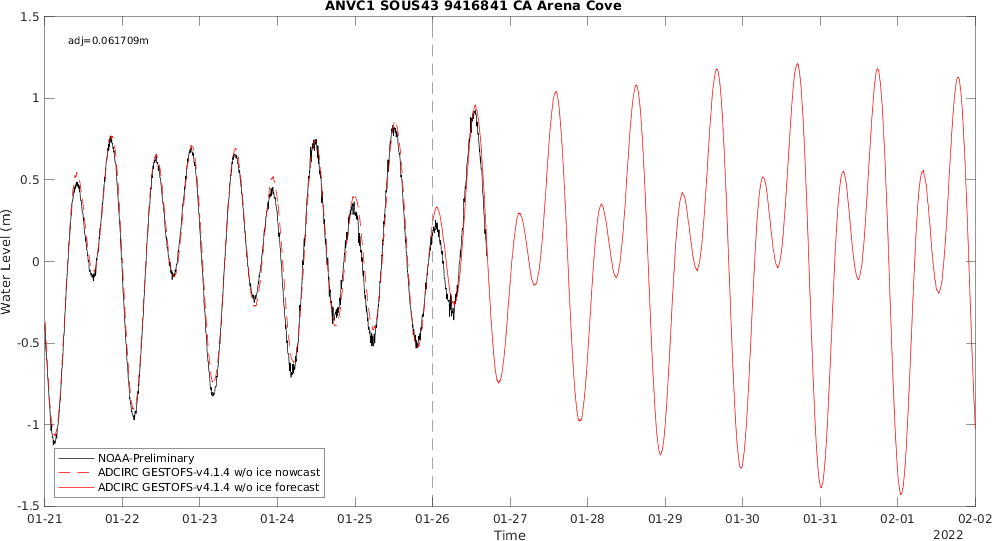 ANVC1 SOUS43 9416841 CA Arena Cove
adj=0.061709m
1.5
1
0.5
0
-0.5
-1
-1.5
Water Level (m)
NOAA-Preliminary
ADCIRC GESTOFS-v4.1.4 w/o ice nowcast
ADCIRC GESTOFS-v4.1.4 w/o ice forecast
01-21 01-22 01-23 01-24 01-25 01-26 01-27 01-28 01-29 01-30 01-31 02-01 02-02
Time
2022